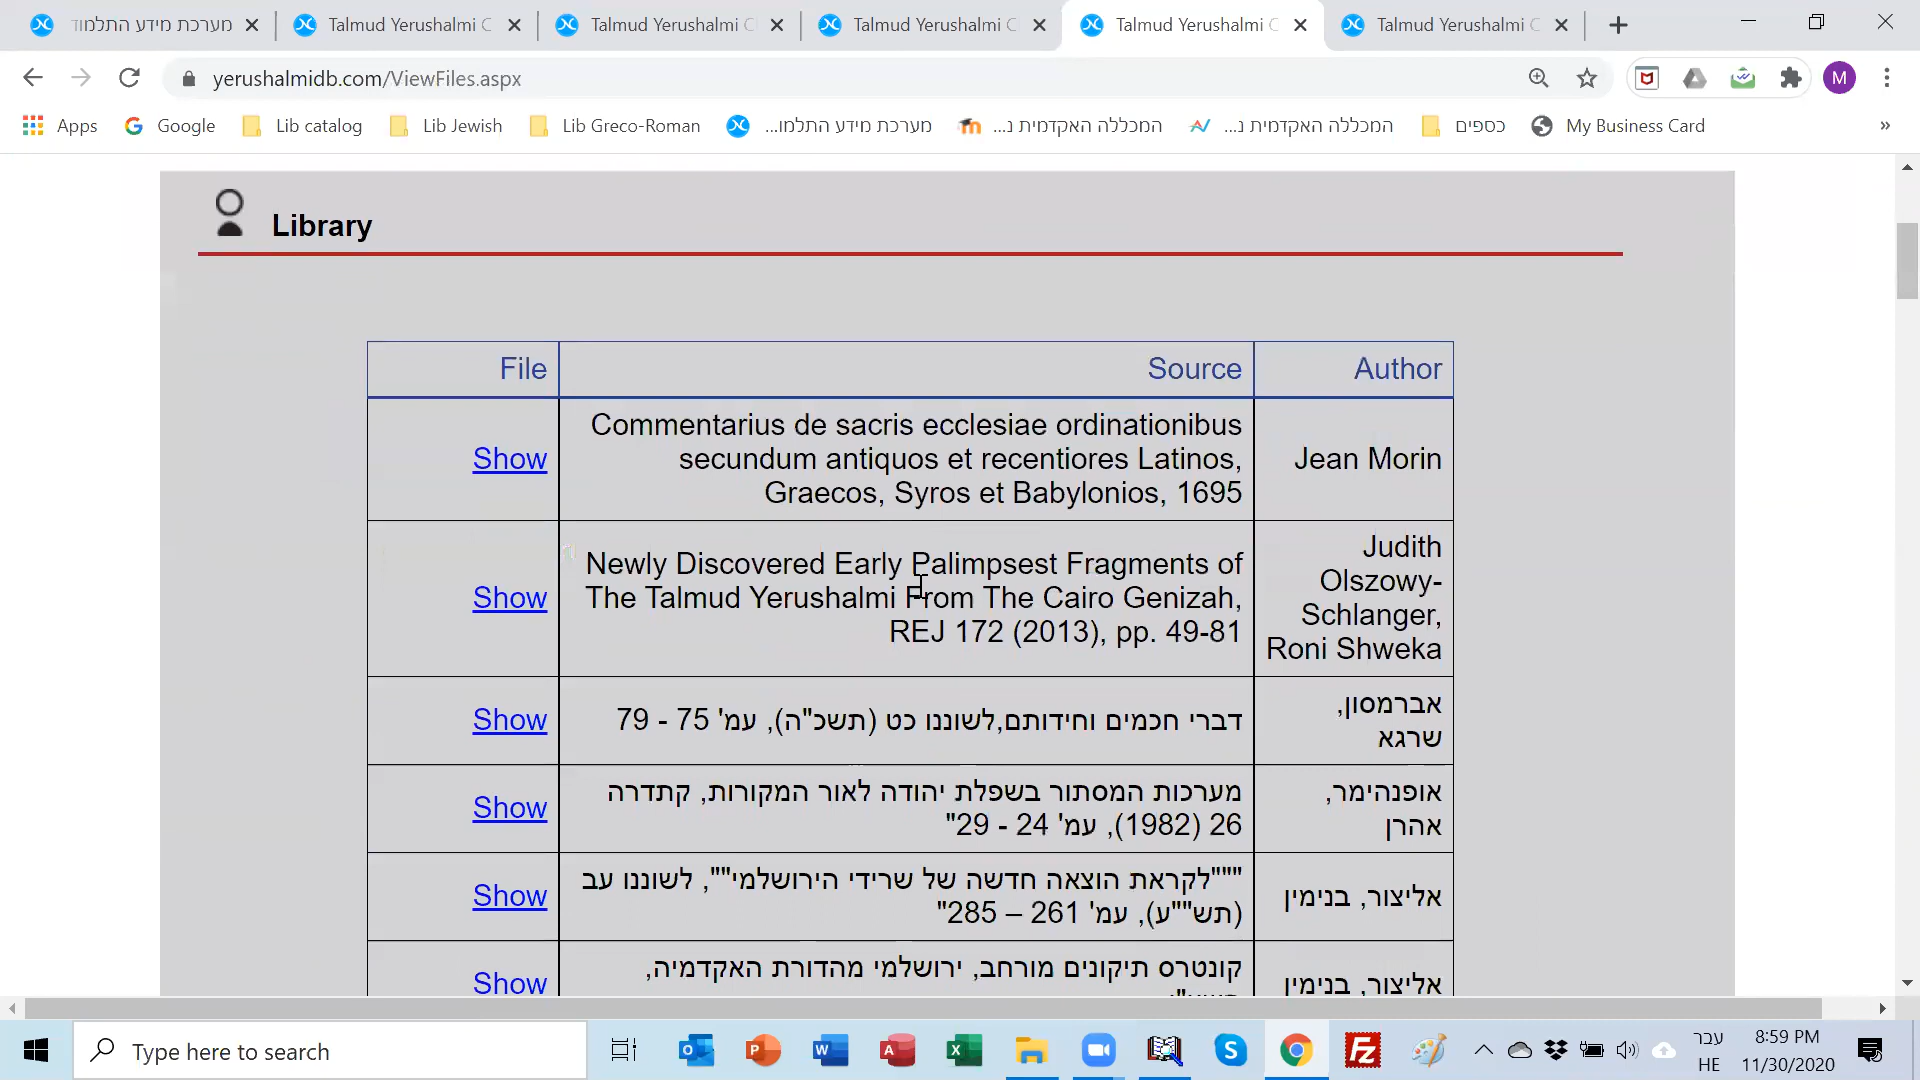 מערכת מידע התלמוד
Talmud Yerushalmi C
Talmud Yerushalmi C
Talmud Yerushalmi C
Talmud Yerushalmi C
Talmud Yerushalmi C
yerushalmidb.com/ViewFiles.aspx
M
Apps
Google
Lib catalog
Lib Jewish
Lib Greco-Roman
מערכת מידע התלמו...
המכללה האקדמית נ...
המכללה האקדמית נ...
כספים
My Business Card
»
Library
File
Source
Author
Commentarius de sacris ecclesiae ordinationibus
secundum antiquos et recentiores Latinos,
Graecos, Syros et Babylonios, 1695
Jean Morin
Show
Newly Discovered Early Palimpsest Fragments of
The Talmud Yerushalmi From The Cairo Genizah,
REJ 172 (2013), pp. 49-81
Judith
Olszowy-
Schlanger,
Roni Shweka
Show
אברמסון,
שרגא
דברי חכמים וחידותם,לשוננו כט (תשכ"ה), עמ' 75 - 79
Show
אופנהימר,
אהרן
מערכות המסתור בשפלת יהודה לאור המקורות, קתדרה
26 (1982), עמ' 24 - 29"
Show
אליצור, בנימין
"""לקראת הוצאה חדשה של שרידי הירושלמי"", לשוננו עב
(תש""ע), עמ' 261 – 285"
Show
אליצור, בנימין
קונטרס תיקונים מורחב, ירושלמי מהדורת האקדמיה,
Show
Type here to search
עבר
HE
8:59 PM
11/30/2020